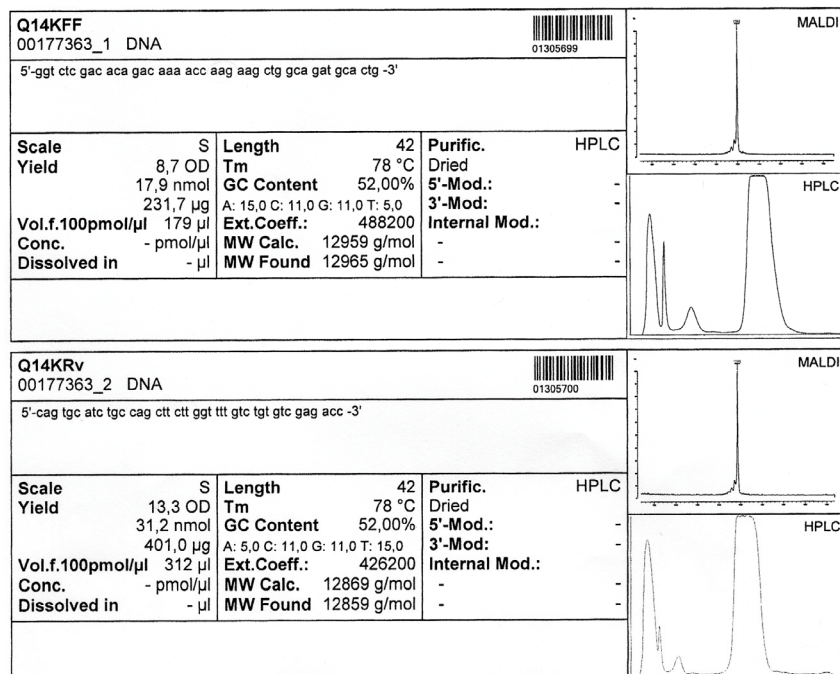 Q14KFF
00177363_1 DNA
01305699
MALDI
5'-ggt ctc gac aca gac aaa acc aag aag ctg gca gat gca ctg -3'
Scale S
Yield 8,7 OD
17,9 nmol
231,7 µg
Vol.f.100pmol/µl 179 µl
Conc. - pmol/µl
Dissolved in - µl
Length 42
Tm 78 °C
GC Content 52,00%
A: 15,0 C: 11,0 G: 11,0 T: 5,0
Ext.Coeff.: 488200
MW Calc. 12959 g/mol
MW Found 12965 g/mol
Purific. HPLC
Dried
5'-Mod.: -
3'-Mod: -
Internal Mod.:
- -
- -
HPLC
Q14KRv
00177363_2 DNA
01305700
MALDI
5'-cag tgc atc tgc cag ctt ctt ggt ttt gtc tgt gtc gag acc -3'
Scale S
Yield 13,3 OD
31,2 nmol
401,0 µg
Vol.f.100pmol/µl 312 µl
Conc. - pmol/µl
Dissolved in - µl
Length 42
Tm 78 °C
GC Content 52,00%
A: 5,0 C: 11,0 G: 11,0 T: 15,0
Ext.Coeff.: 426200
MW Calc. 12869 g/mol
MW Found 12859 g/mol
Purific. HPLC
Dried
5'-Mod.: -
3'-Mod: -
Internal Mod.:
- -
- -
HPLC